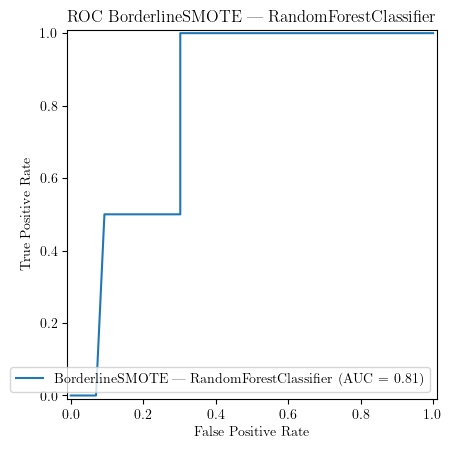 ROC BorderlineSMOTE — RandomForestClassifier
1.0
0.8
0.6
0.4
0.2
0.0
True Positive Rate
BorderlineSMOTE — RandomForestClassifier (AUC = 0.81)
0.0 0.2 0.4 0.6 0.8 1.0
False Positive Rate